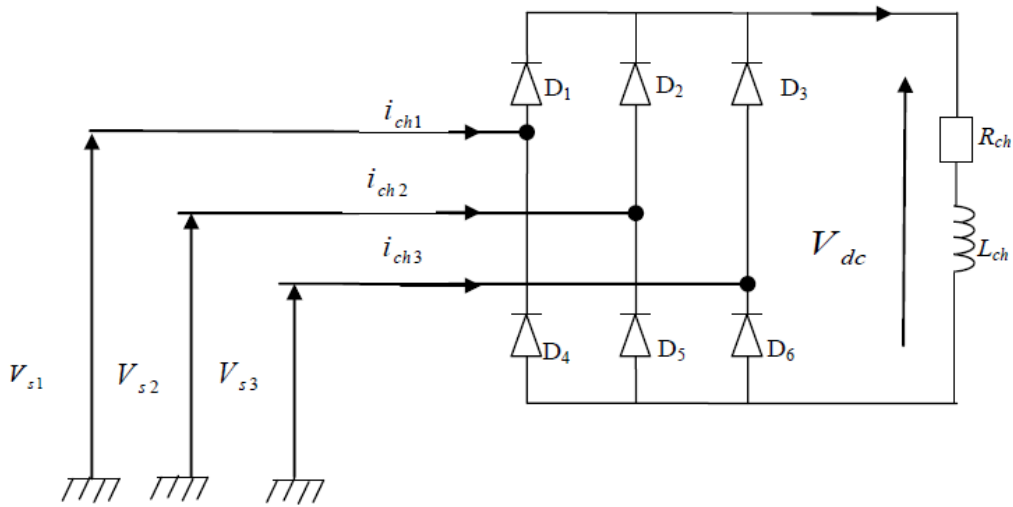 D1 D2 D3
ich1
Rch
ich2
Vdc
Lch
ich3
D4 D5 D6
Vs1 Vs2 Vs3